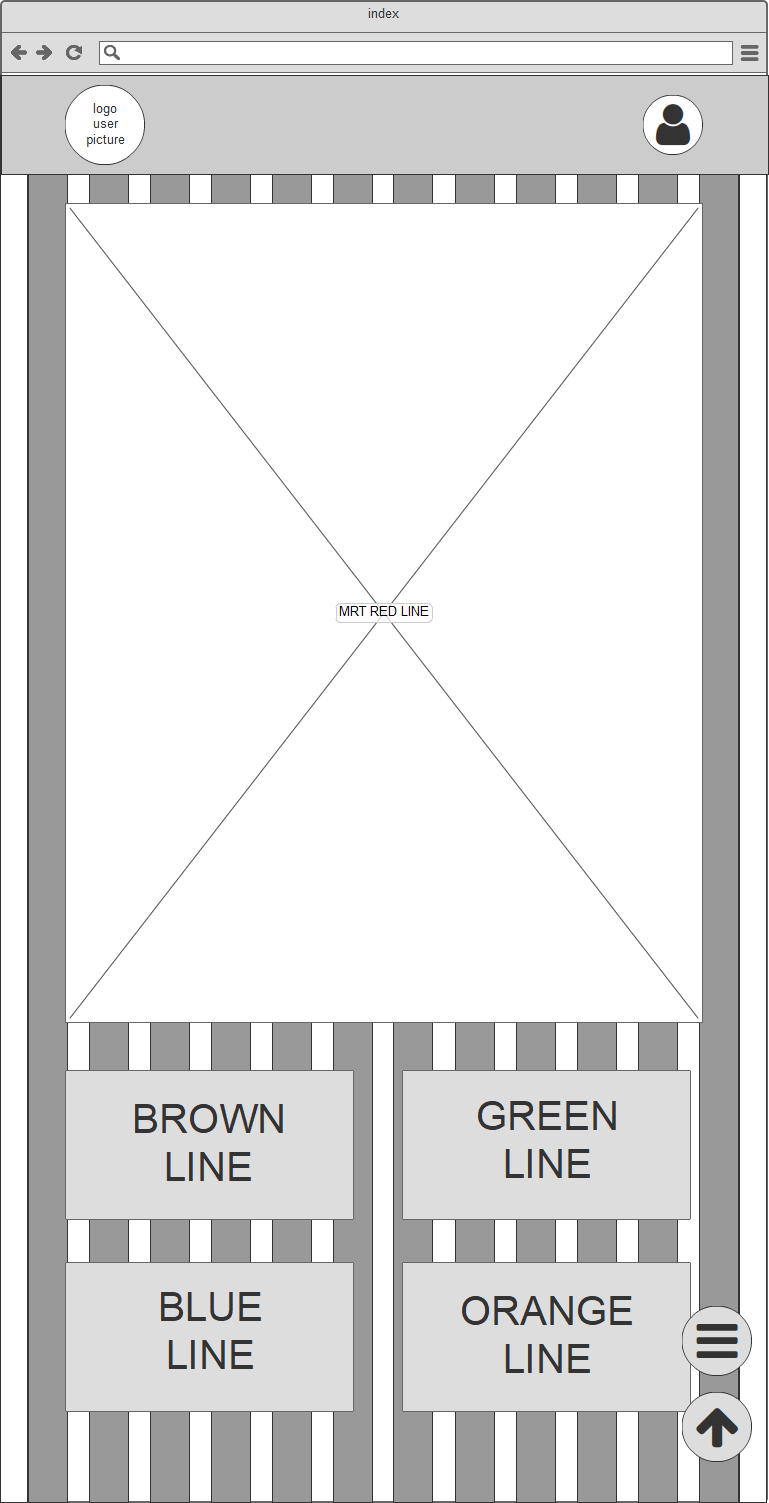 index
logo
user
picture
MRT RED LINE
BROWN
LINE
GREEN
LINE
BLUE
LINE
ORANGE
LINE